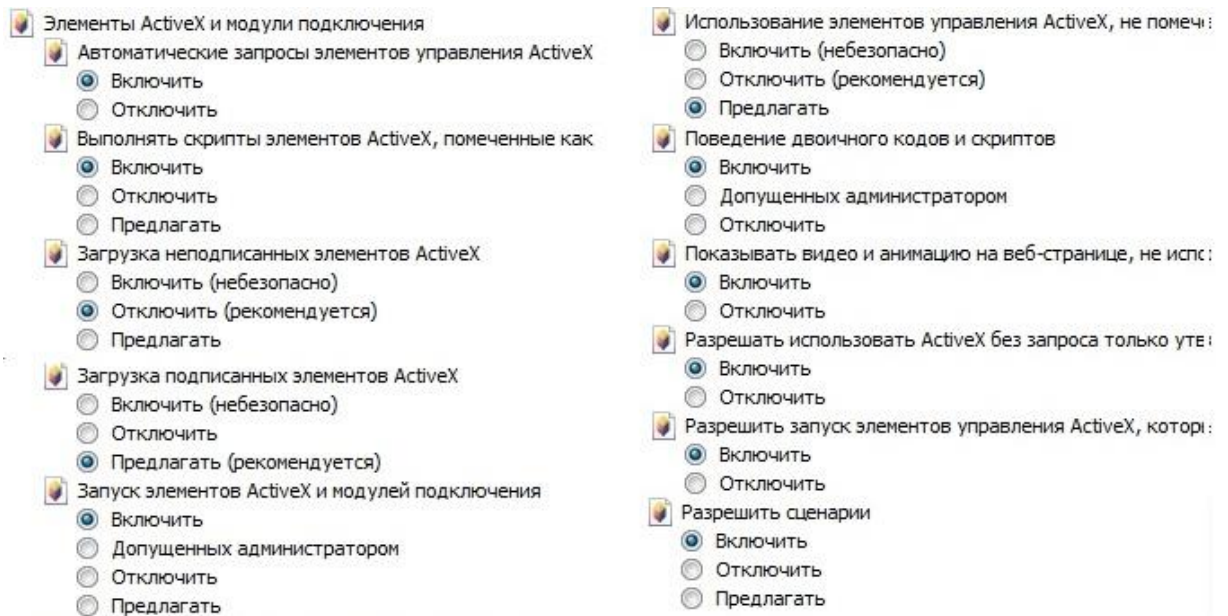 Элементы ActiveX и модули подключения
Автоматические запросы элементов управления ActiveX
Включить
Отключить
Выполнять скрипты элементов ActiveX, помеченные как
Включить
Отключить
Предлагать
Загрузка неподписанных элементов ActiveX
Включить (небезопасно)
Отключить (рекомендуется)
Предлагать
Загрузка подписанных элементов ActiveX
Включить (небезопасно)
Отключить
Предлагать (рекомендуется)
Запуск элементов ActiveX и модулей подключения
Включить
Допущенных администратором
Отключить
Предлагать
Использование элементов управления ActiveX, не
Включить (небезопасно)
Отключить (рекомендуется)
Предлагать
Поведение двоичного кодов и скриптов
Включить
Допущенных администратором
Отключить
Показывать видео и анимацию на веб-странице, не
Включить
Отключить
Разрешать использовать ActiveX без запроса только
Включить
Отключить
Разрешить запуск элементов управления ActiveX,
Включить
Отключить
Разрешить сценарии
Включить
Отключить
Предлагать